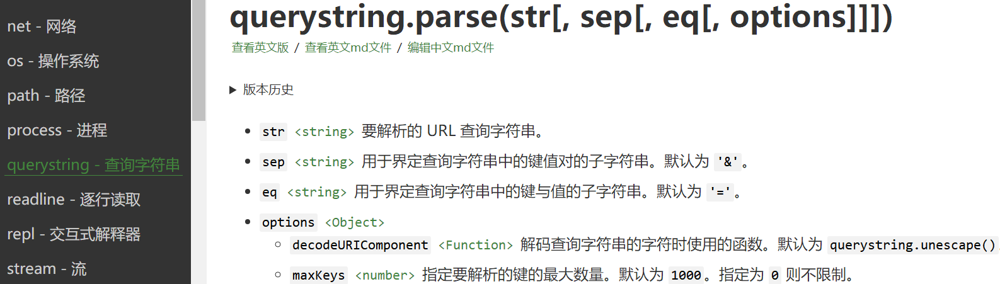 net - 网络
os - 操作系统
path - 路径
process - 进程
querystring - 查询字符串
readline - 逐行读取
repl - 交互式解释器
stream - 流
querystring.parse(str[, sep[, eq[, options]]])
查看英文版 / 查看英文md文件 / 编辑中文md文件
版本历史
str <string> 要解析的 URL 查询字符串。
sep <string> 用于界定查询字符串中的键值对的子字符串。默认为 '&'。
eq <string> 用于界定查询字符串中的键与值的子字符串。默认为 '='。
options <Object>
decodeURIComponent <Function> 解码查询字符串的字符时使用的函数。默认为 querystring.unescape()
maxKeys <number> 指定要解析的键的最大数量。默认为 1000。指定为 0 则不限制。